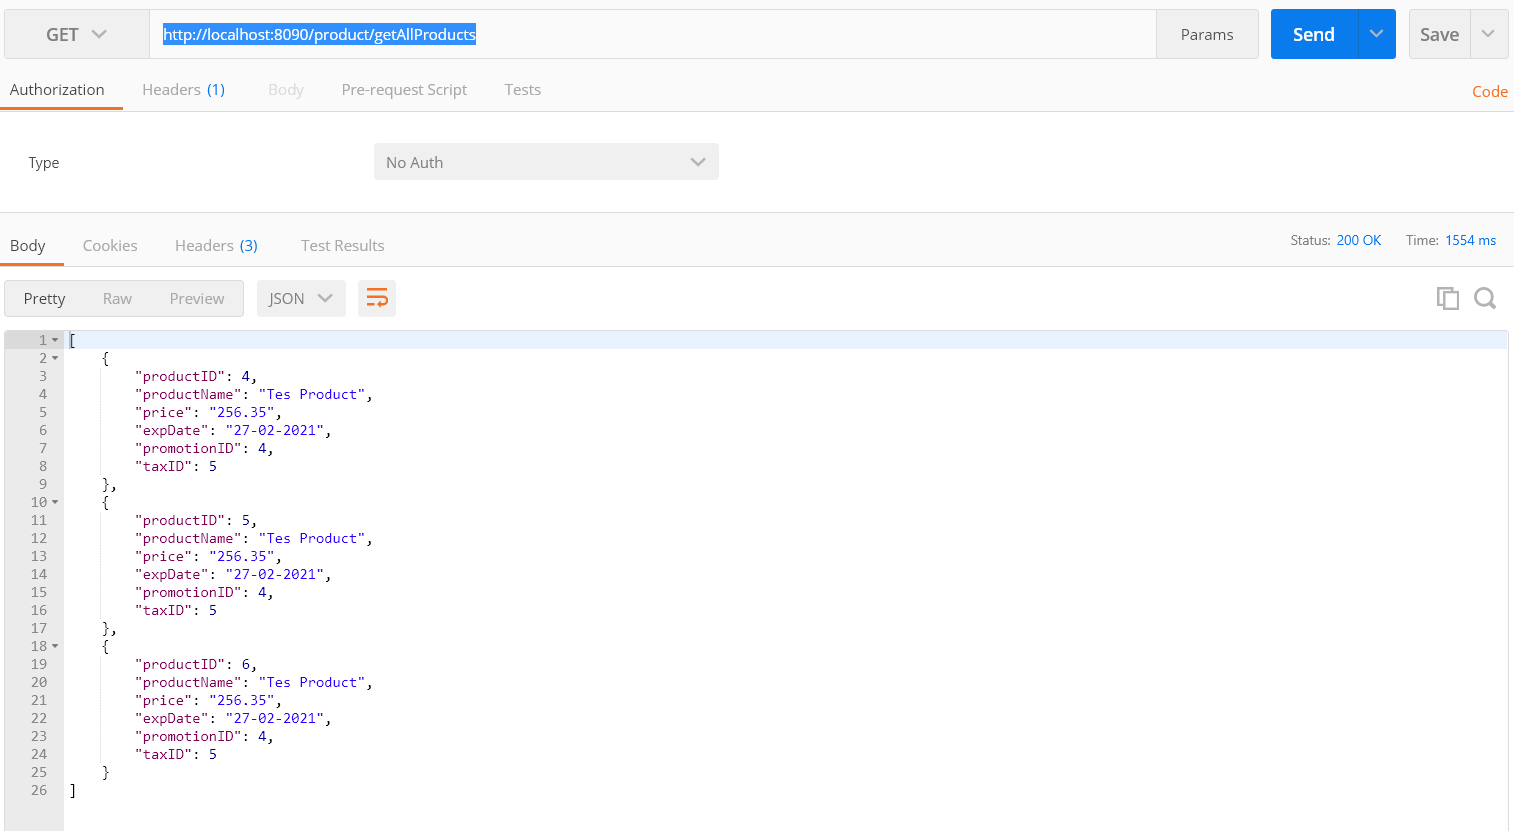 GET http://localhost:8090/product/getAllProducts Params Send Save
Authorization Headers (1) Body Pre-request Script Tests Code
Type No Auth
Body Cookies Headers (3) Test Results Status: 200 OK Time: 1554 ms
Pretty Raw Preview JSON
1 [
2 {
3 "productID": 4,
4 "productName": "Tes Product",
5 "price": "256.35",
6 "expDate": "27-02-2021",
7 "promotionID": 4,
8 "taxID": 5
9 },
10 {
11 "productID": 5,
12 "productName": "Tes Product",
13 "price": "256.35",
14 "expDate": "27-02-2021",
15 "promotionID": 4,
16 "taxID": 5
17 },
18 {
19 "productID": 6,
20 "productName": "Tes Product",
21 "price": "256.35",
22 "expDate": "27-02-2021",
23 "promotionID": 4,
24 "taxID": 5
25 }
26 ]